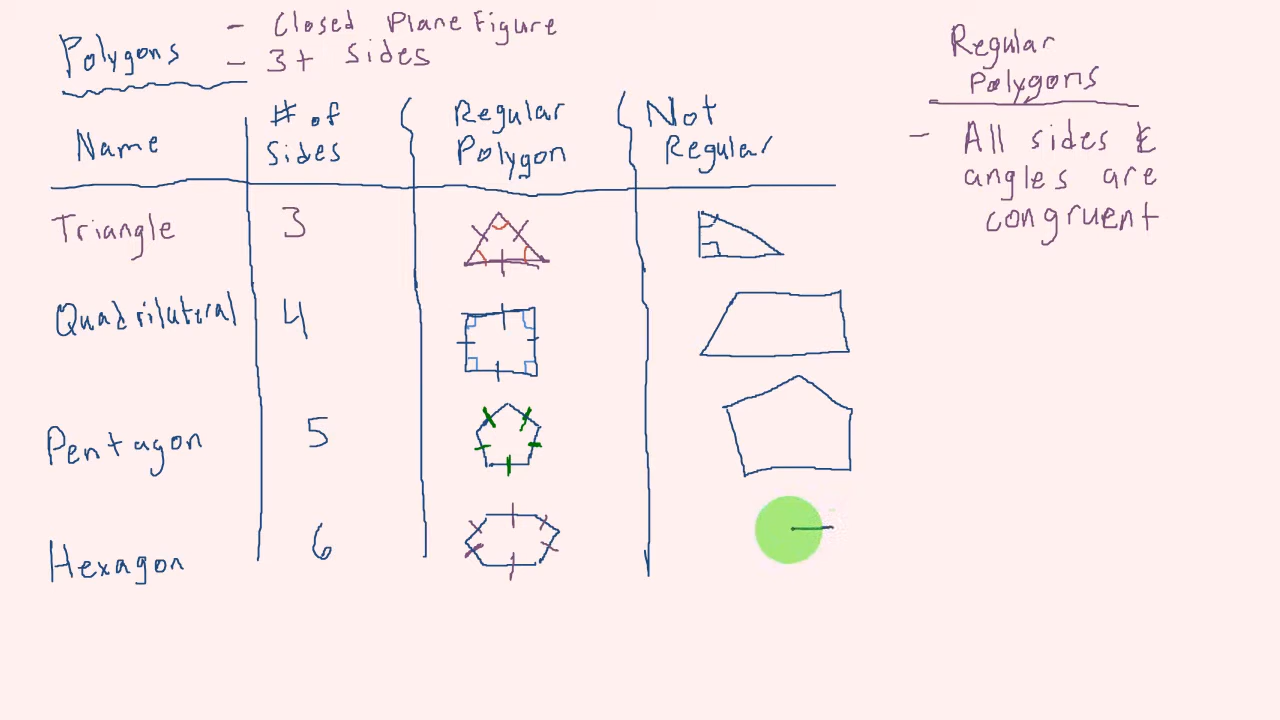 Polygons
- Closed Plane Figure
- 3+ sides
Name
# of
Sides
Regular
Polygon
Not
Regular
Triangle
3
Quadrilateral
4
Pentagon
5
Hexagon
6
Regular
Polygons
- All sides &
angles are
congruent